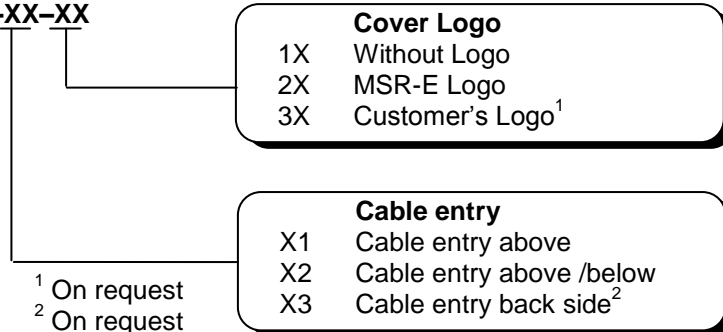 -XX–XX
Cover Logo
1X Without Logo
2X MSR-E Logo
3X Customer's Logo¹
Cable entry
X1 Cable entry above
X2 Cable entry above /below
X3 Cable entry back side²
¹ On request
² On request